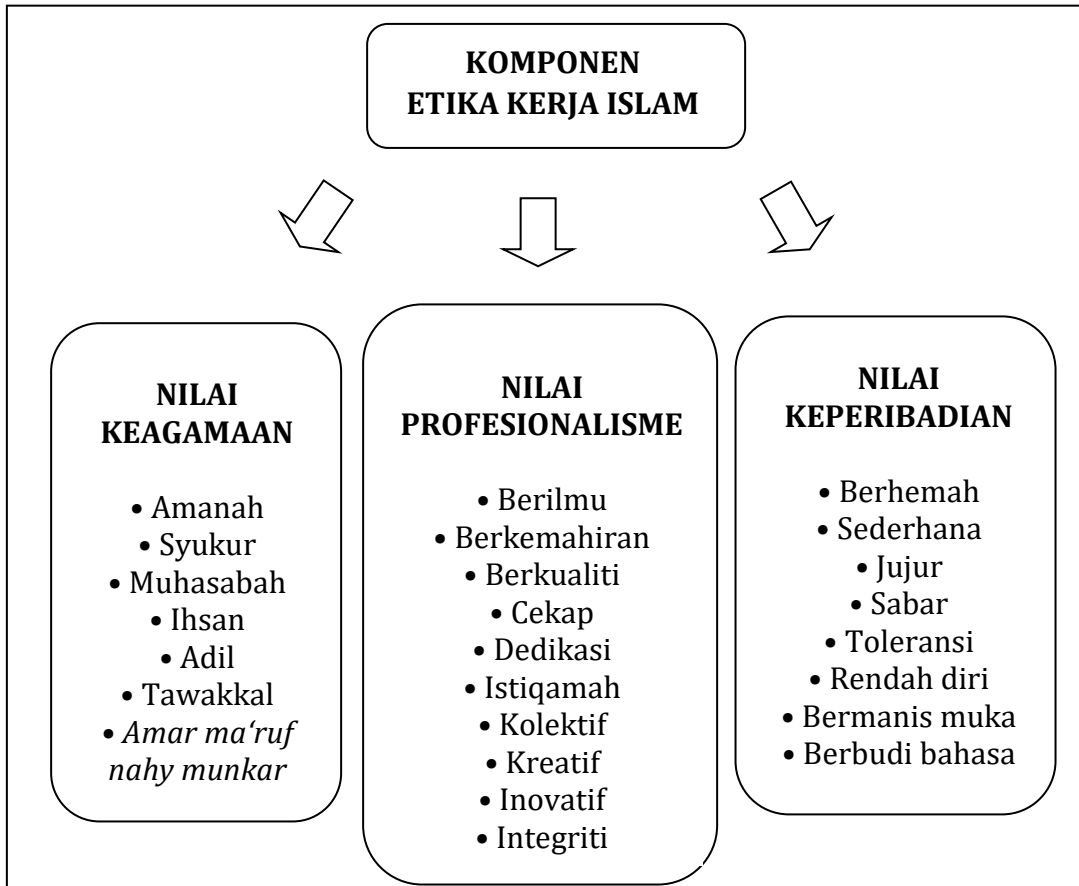 KOMPONEN
ETIKA KERJA ISLAM
NILAI
KEAGAMAAN
• Amanah
• Syukur
• Muhasabah
• Ihsan
• Adil
• Tawakkal
• Amar ma‘ruf
nahy munkar
NILAI
PROFESIONALISME
• Berilmu
• Berkemahiran
• Berkualiti
• Cekap
• Dedikasi
• Istiqamah
• Kolektif
• Kreatif
• Inovatif
• Integriti
NILAI
KEPERIBADIAN
• Berhemah
• Sederhana
• Jujur
• Sabar
• Toleransi
• Rendah diri
• Bermanis muka
• Berbudi bahasa